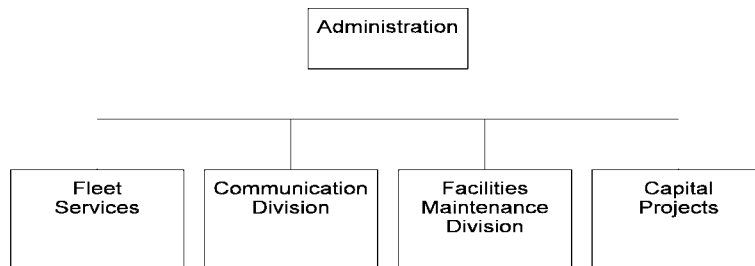 Administration
Fleet
Services
Communication
Division
Facilities
Maintenance
Division
Capital
Projects